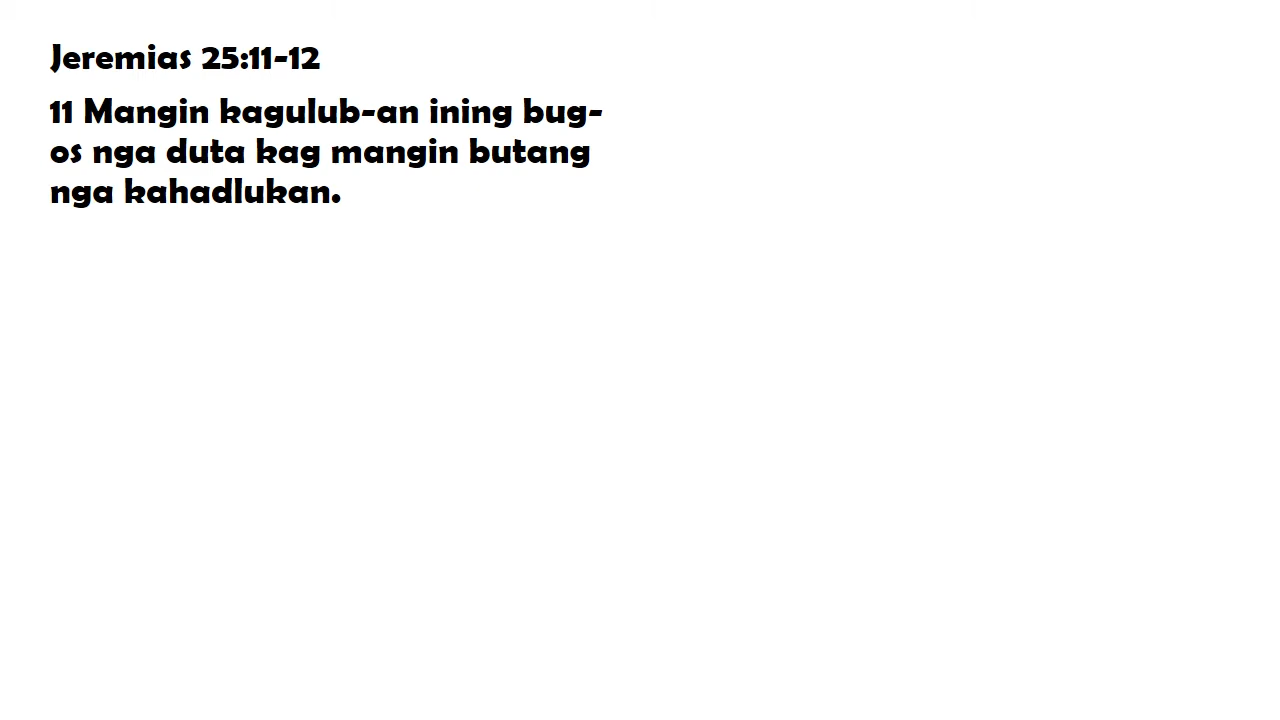 Jeremias 25:11-12
11 Mangin kagulub-an ining bug-
os nga duta kag mangin butang
nga kahadlukan.